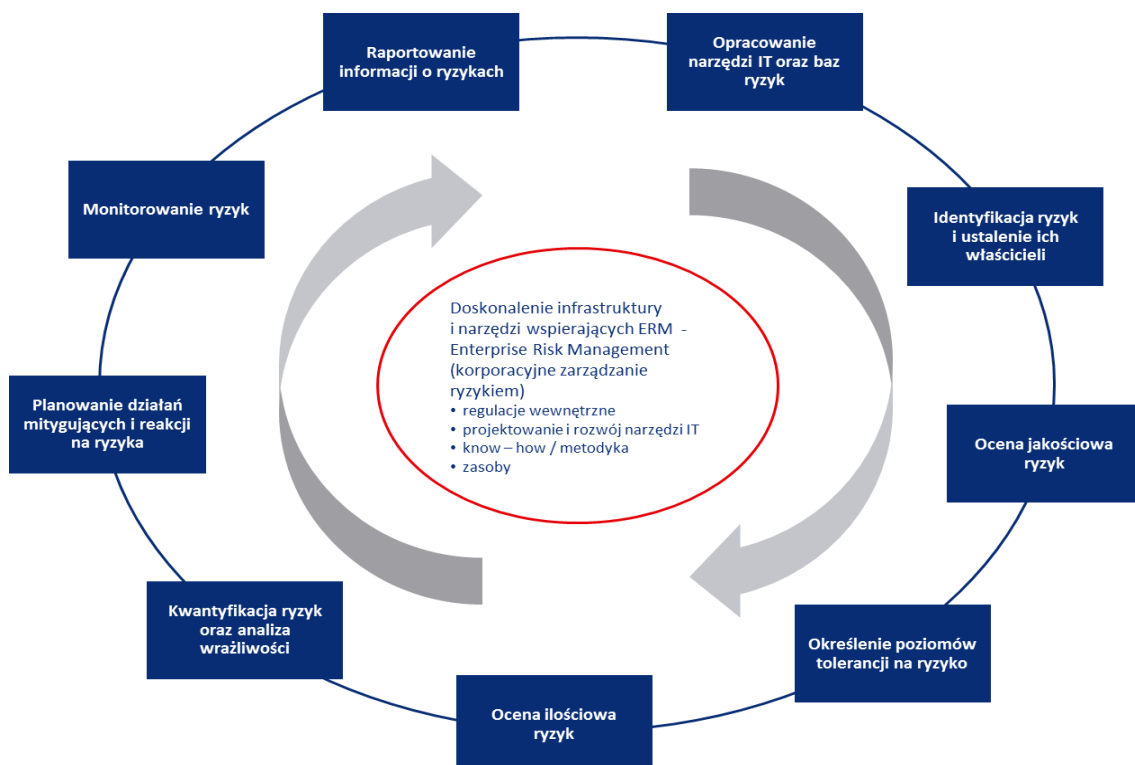 Raportowanie
informacji o ryzykach
Opracowanie
narzędzi IT oraz baz
ryzyk
Monitorowanie ryzyk
Identyfikacja ryzyk
i ustalenie ich
właścicieli
Doskonalenie infrastruktury
i narzędzi wspierających ERM -
Enterprise Risk Management
(korporacyjne zarządzanie
ryzykiem)
• regulacje wewnętrzne
• projektowanie i rozwój narzędzi IT
• know – how / metodyka
• zasoby
Planowanie działań
mitygujących i reakcji
na ryzyka
Ocena jakościowa
ryzyk
Kwantyfikacja ryzyk
oraz analiza
wrażliwości
Określenie poziomów
tolerancji na ryzyko
Ocena ilościowa
ryzyk